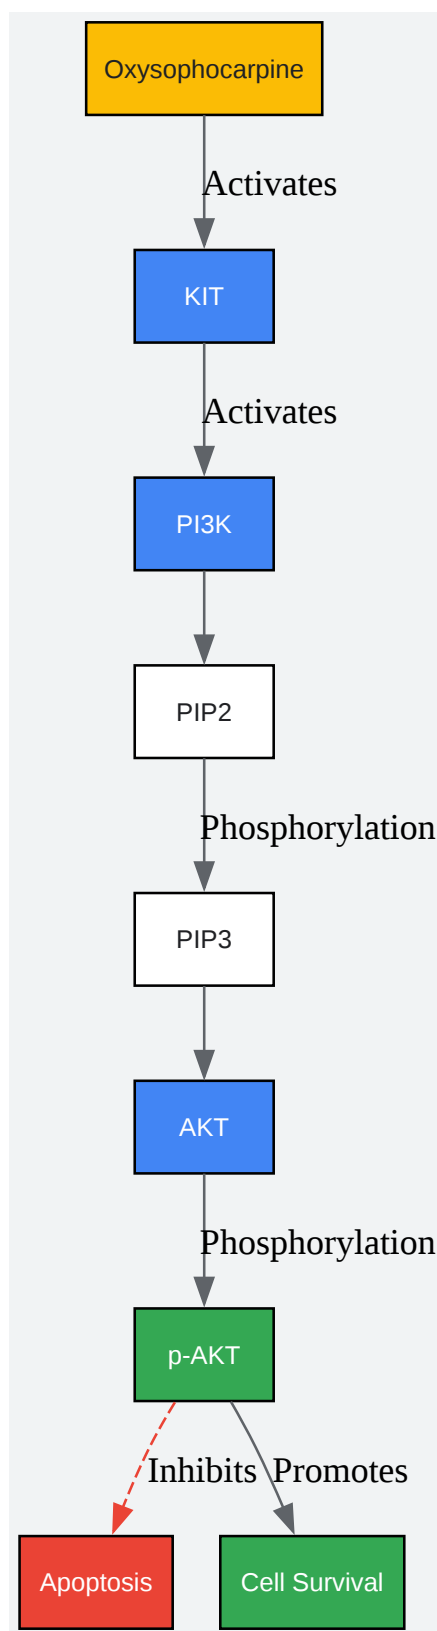 Oxysophocarpine
Activates
KIT
Activates
PI3K
PIP2
Phosphorylation
PIP3
AKT
Phosphorylation
p-AKT
Inhibits
Promotes
Apoptosis
Cell Survival